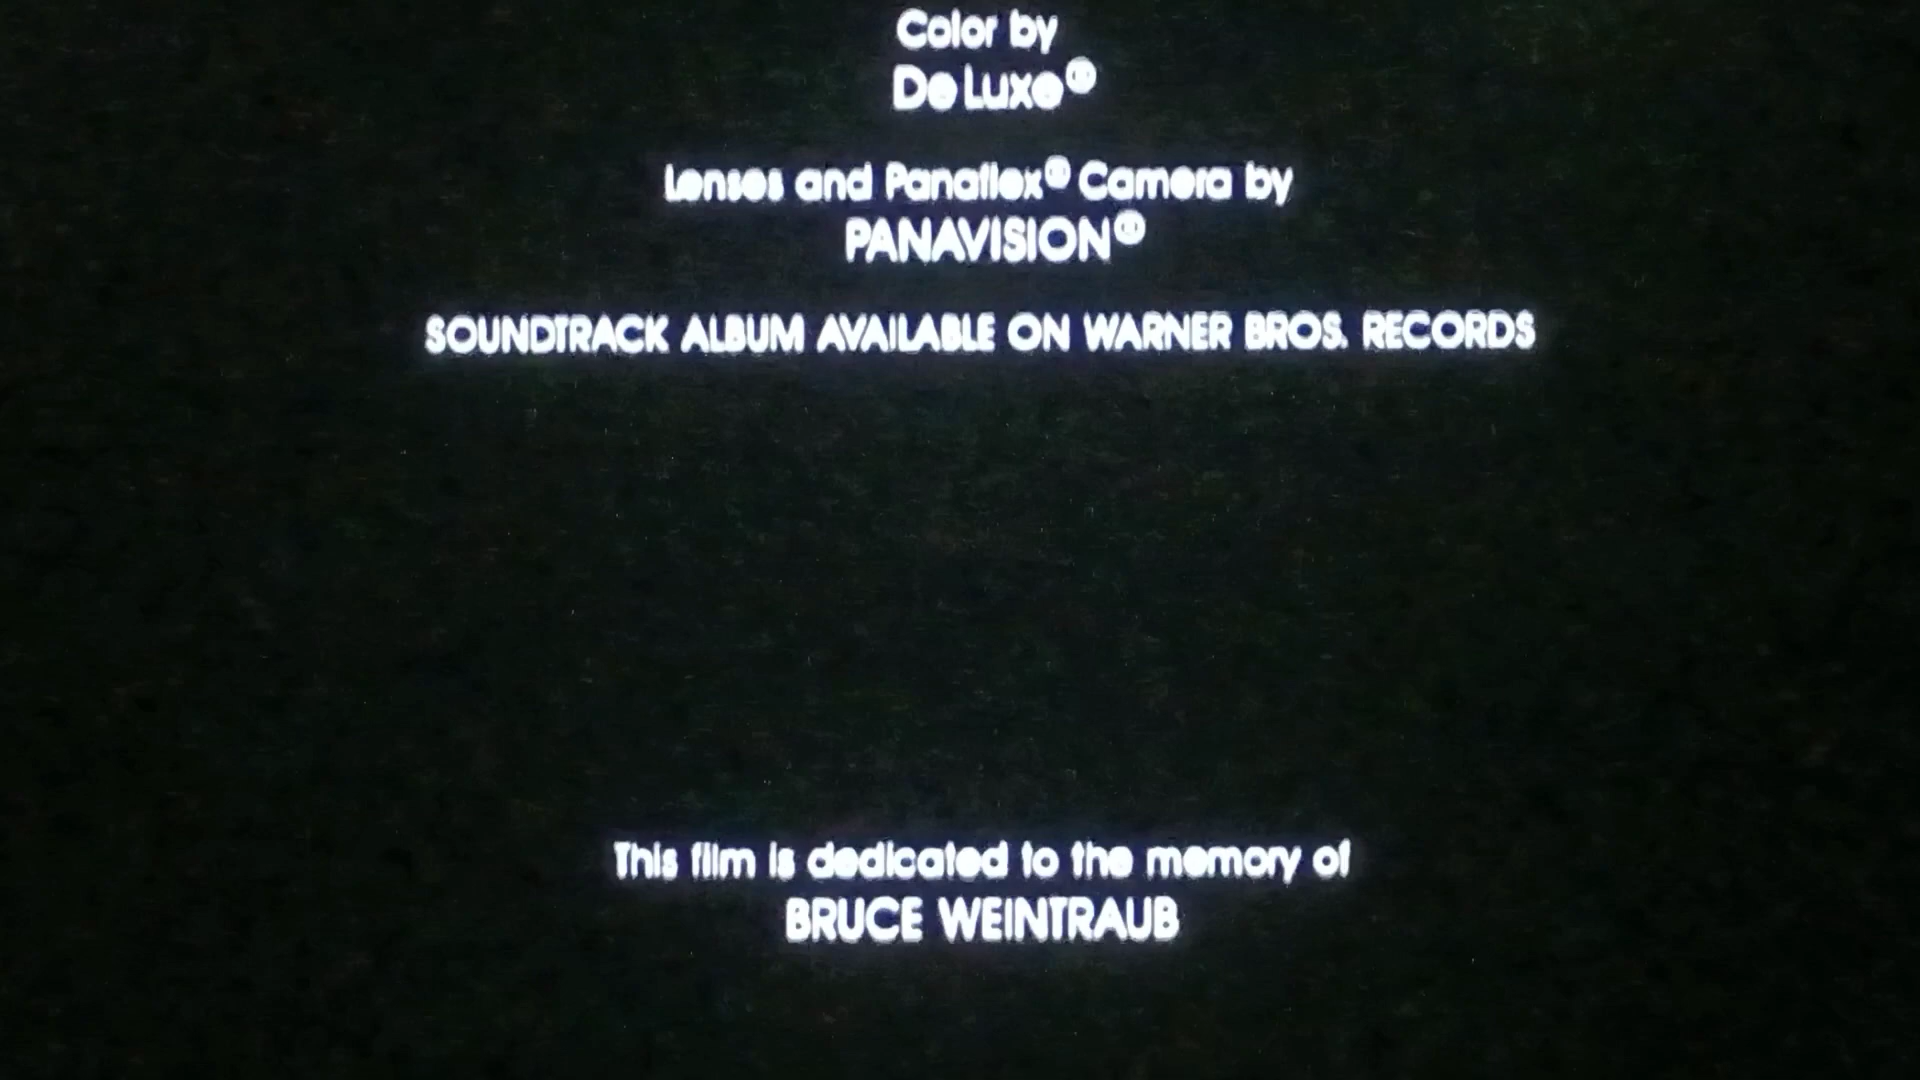 Color by
De Luxe®
Lenses and Panaflex® Camera by
PANAVISION®
SOUNDTRACK ALBUM AVAILABLE ON WARNER BROS. RECORDS
This film is dedicated to the memory of
BRUCE WEINTRAUB